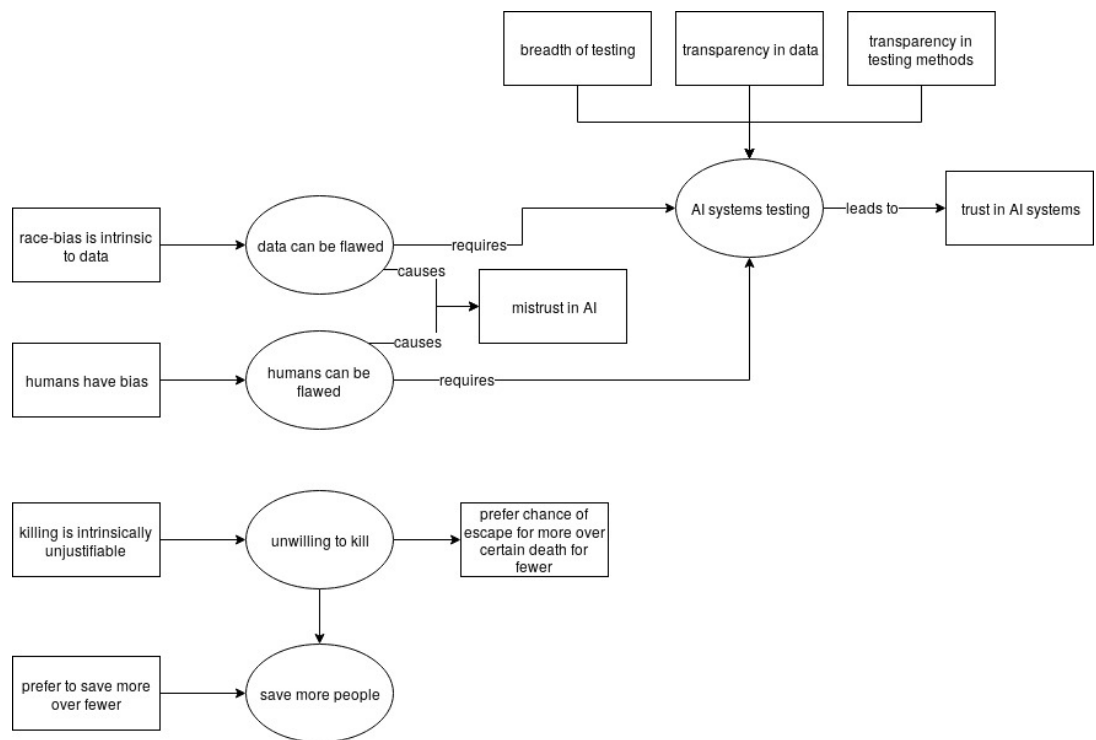 breadth of testing
transparency in data
transparency in
testing methods
AI systems testing
leads to
trust in AI systems
race-bias is intrinsic
to data
data can be flawed
requires
causes
mistrust in AI
causes
humans have bias
humans can be
flawed
requires
killing is intrinsically
unjustifiable
unwilling to kill
prefer chance of
escape for more over
certain death for
fewer
prefer to save more
over fewer
save more people